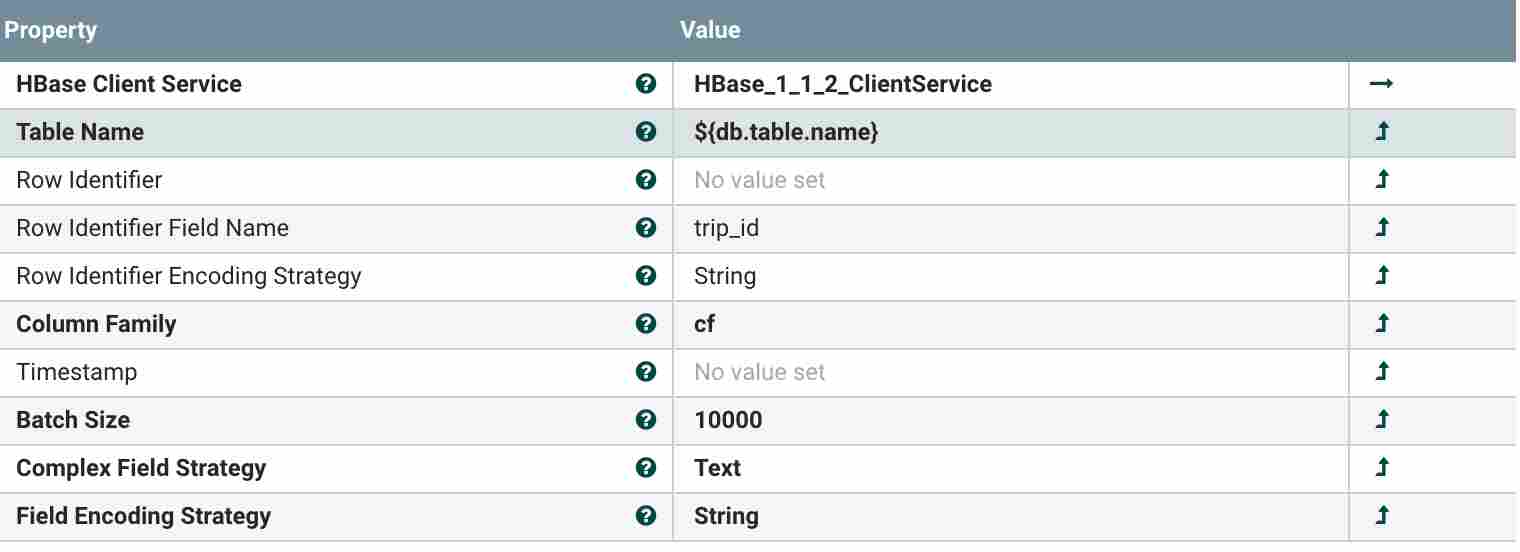 Property Value
HBase Client Service ? HBase_1_1_2_ClientService
Table Name ? ${db.table.name}
Row Identifier ? No value set
Row Identifier Field Name ? trip_id
Row Identifier Encoding Strategy ? String
Column Family ? cf
Timestamp ? No value set
Batch Size ? 10000
Complex Field Strategy ? Text
Field Encoding Strategy ? String